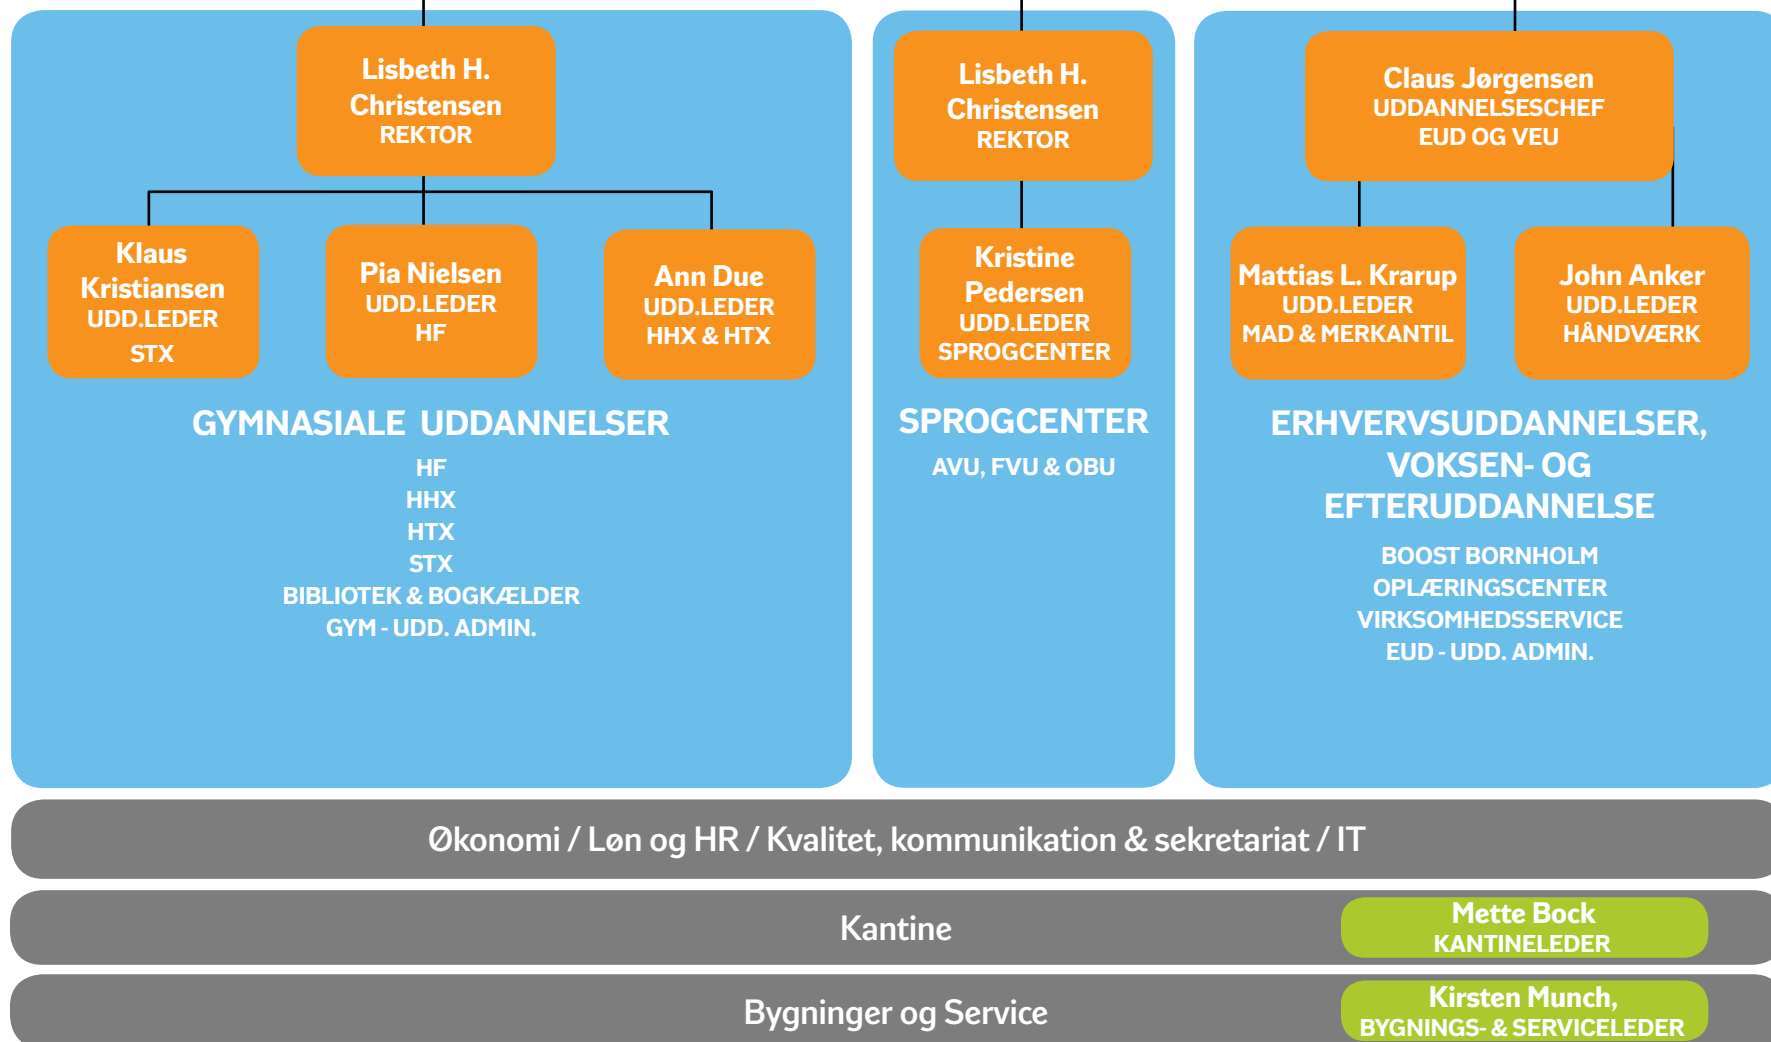 Lisbeth H.
Christensen
REKTOR
Klaus
Kristiansen
UDD.LEDER
STX
Pia Nielsen
UDD.LEDER
HF
Ann Due
UDD.LEDER
HHX & HTX
GYMNASIALE UDDANNELSER
HF
HHX
HTX
STX
BIBLIOTEK & BOGKÆLDER
GYM - UDD. ADMIN.
Lisbeth H.
Christensen
REKTOR
Kristine
Pedersen
UDD.LEDER
SPROGCENTER
SPROGCENTER
AVU, FVU & OBU
Claus Jørgensen
UDDANNELSESCHEF
EUD OG VEU
Mattias L. Krarup
UDD.LEDER
MAD & MERKANTIL
John Anker
UDD.LEDER
HÅNDVÆRK
ERHVERVSUDDANNELSER,
VOKSEN- OG
EFTERUDDANNELSE
BOOST BORNHOLM
OPLÆRINGSCENTER
VIRKSOMHEDSSERVICE
EUD - UDD. ADMIN.
Økonomi / Løn og HR / Kvalitet, kommunikation & sekretariat / IT
Kantine
Mette Bock
KANTINELEDER
Bygninger og Service
Kirsten Munch,
BYGNINGS- & SERVICELEDER